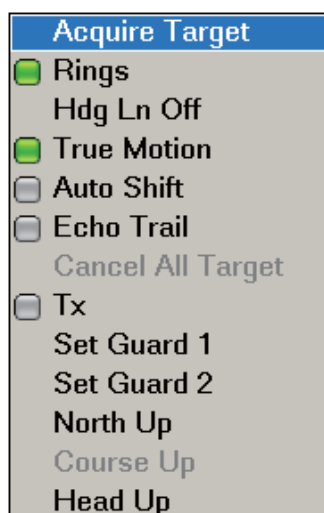 Acquire Target
Rings
Hdg Ln Off
True Motion
Auto Shift
Echo Trail
Cancel All Target
Tx
Set Guard 1
Set Guard 2
North Up
Course Up
Head Up